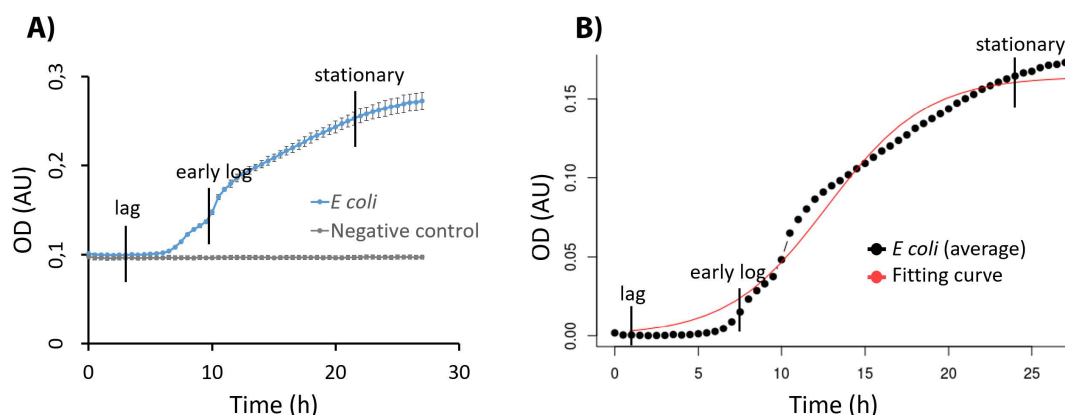 A)
OD (AU)
0,3
0,2
0,1
0
stationary
early log
lag
E coli
Negative control
0
10
20
30
Time (h)
B)
OD (AU)
0.15
0.10
0.05
0.00
stationary
early log
lag
E coli (average)
Fitting curve
0
5
10
15
20
25
Time (h)